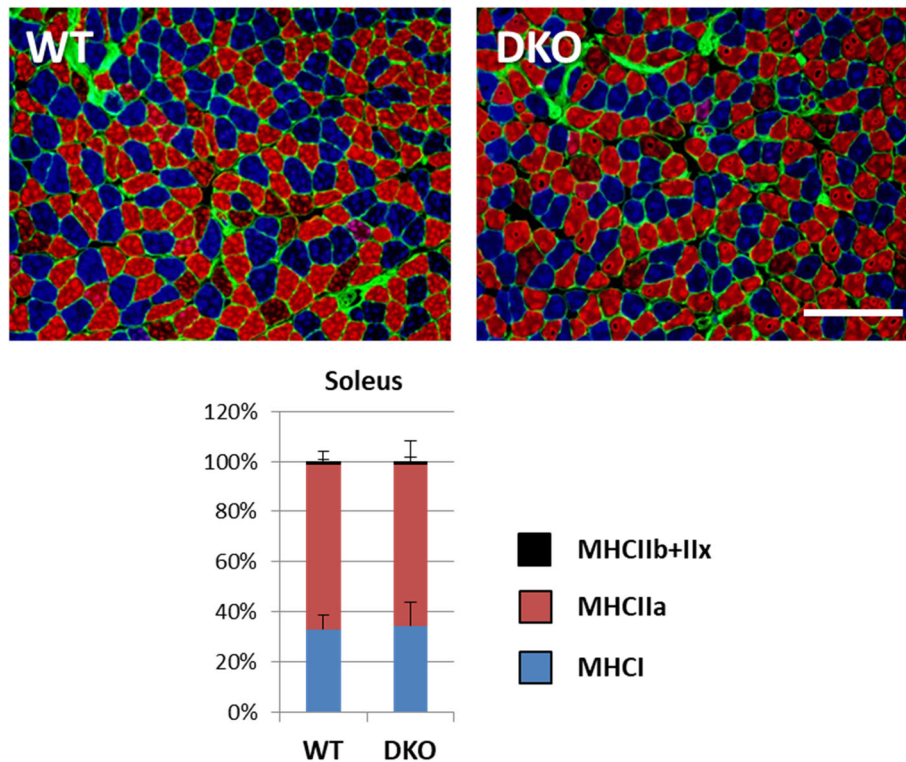 WT
DKO
Soleus
120%
100%
80%
60%
40%
20%
0%
WT
DKO
MHCIIb+IIx
MHCIIa
MHCI